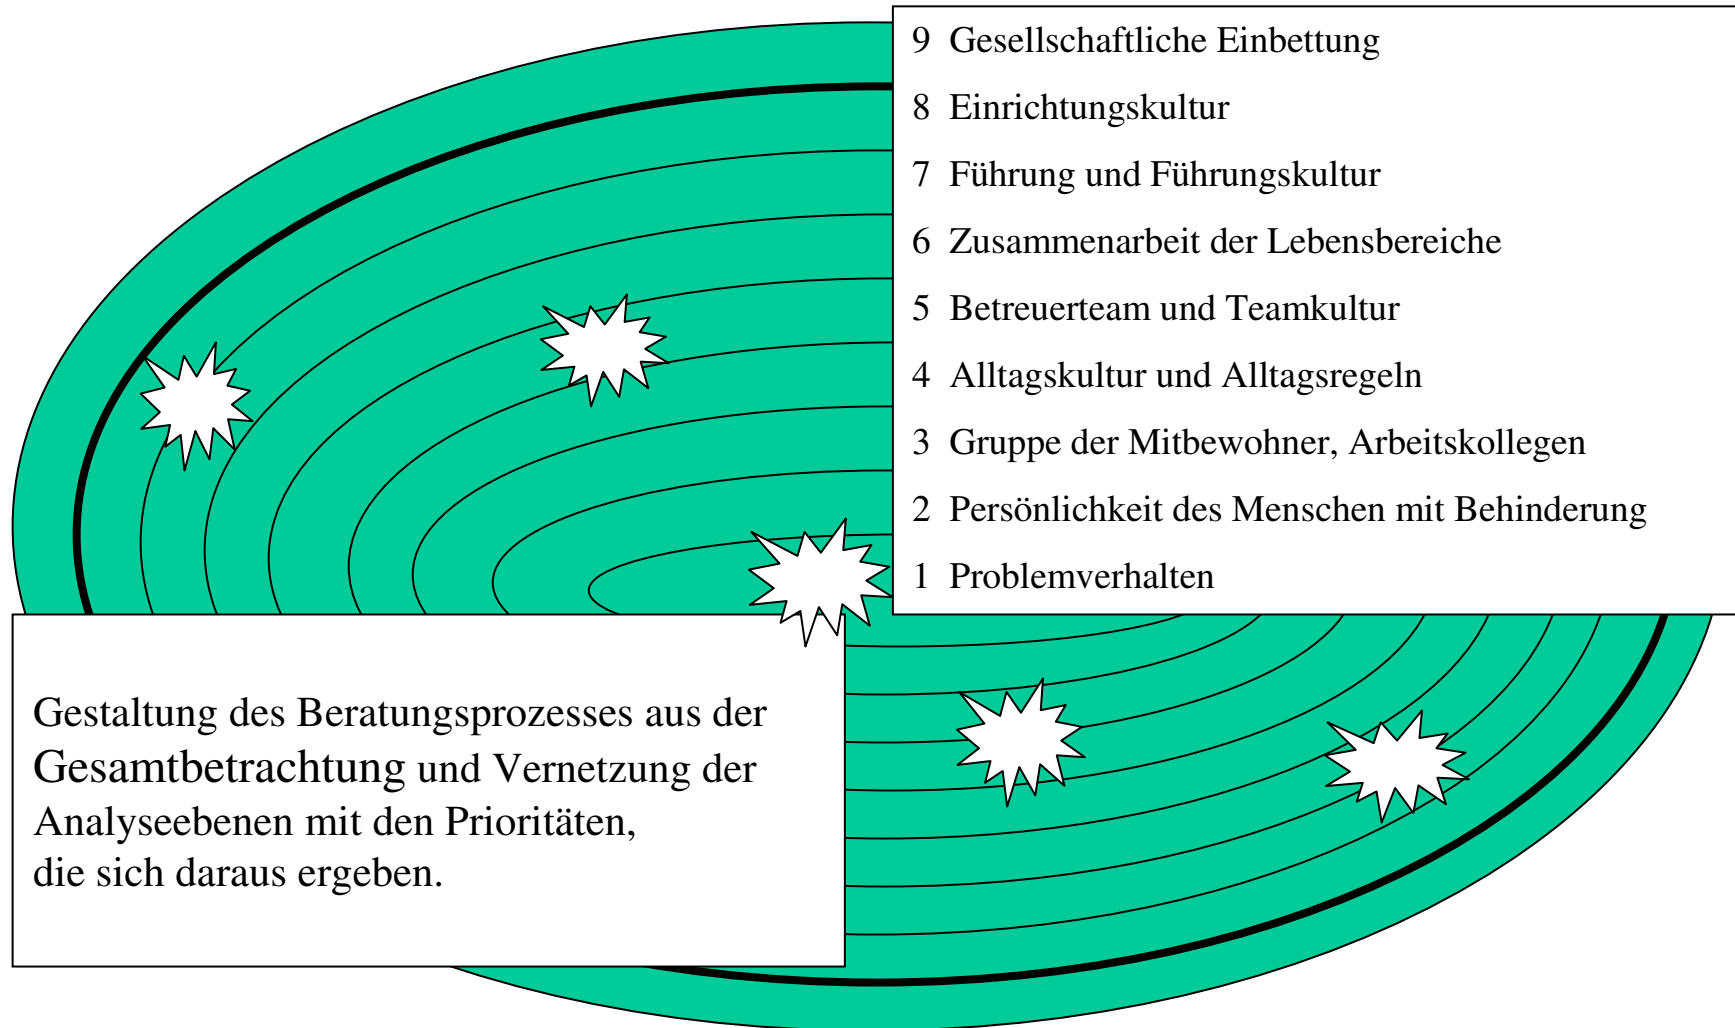 9 Gesellschaftliche Einbettung
8 Einrichtungskultur
7 Führung und Führungskultur
6 Zusammenarbeit der Lebensbereiche
5 Betreuerteam und Teamkultur
4 Alltagskultur und Alltagsregeln
3 Gruppe der Mitbewohner, Arbeitskollegen
2 Persönlichkeit des Menschen mit Behinderung
1 Problemverhalten
Gestaltung des Beratungsprozesses aus der
Gesamtbetrachtung und Vernetzung der
Analyseebenen mit den Prioritäten,
die sich daraus ergeben.